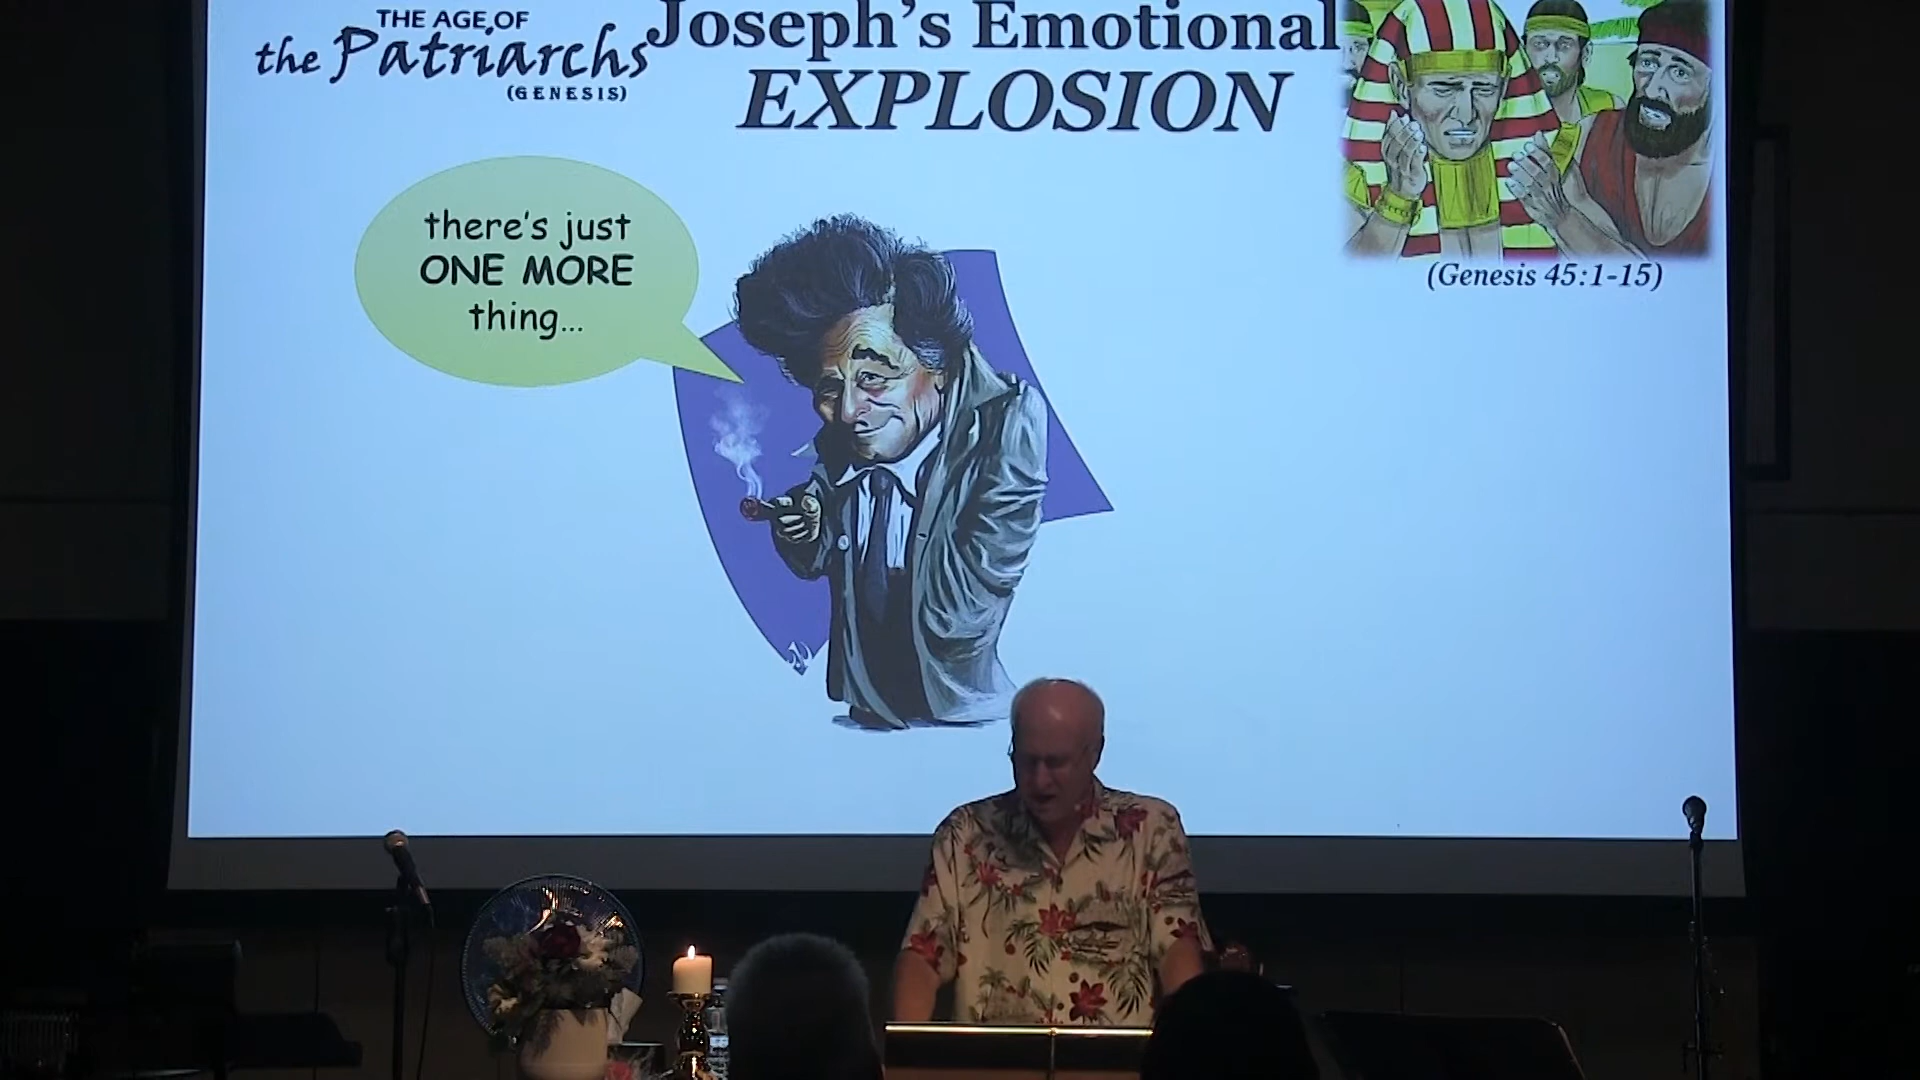 THE AGE OF
the Patriarchs
(GENESIS)
Joseph's Emotional
EXPLOSION
(Genesis 45:1-15)
there's just
ONE MORE
thing...